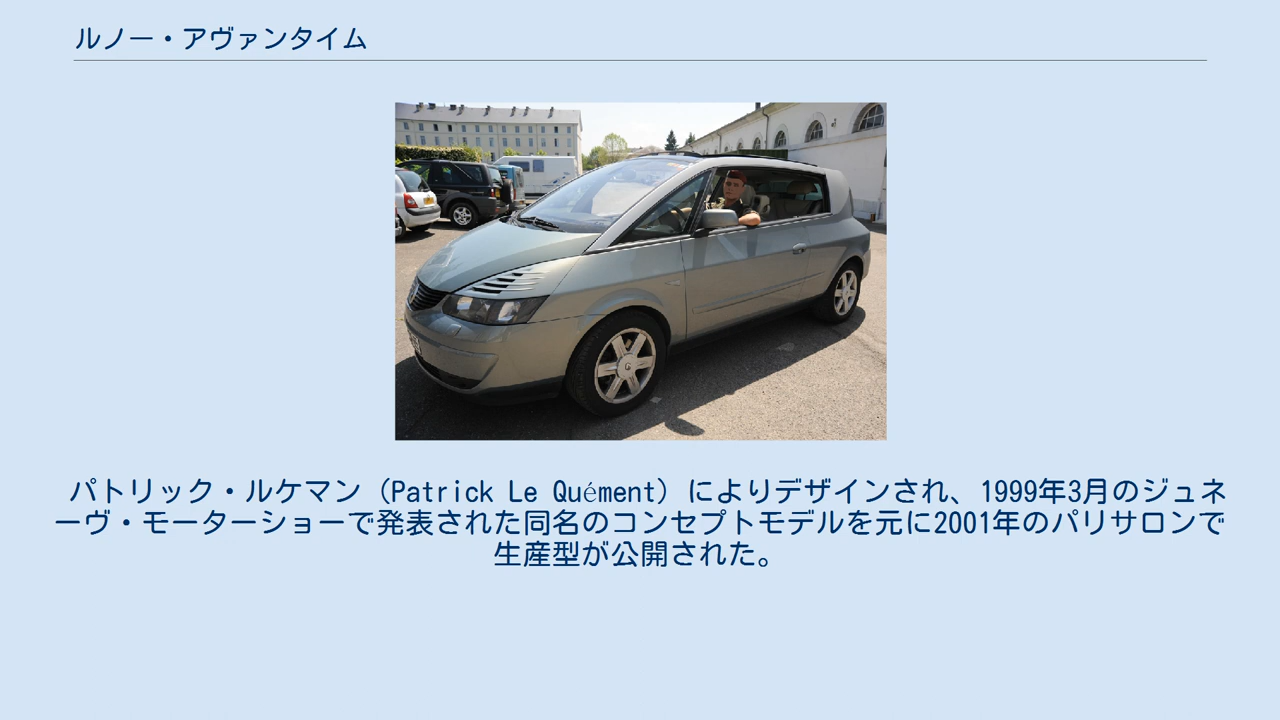 ルノー・アヴァンタイム
パトリック・ルケマン（Patrick Le Quément）によりデザインされ、1999年3月のジュネ
ーヴ・モーターショーで発表された同名のコンセプトモデルを元に2001年のパリサロンで
生産型が公開された。